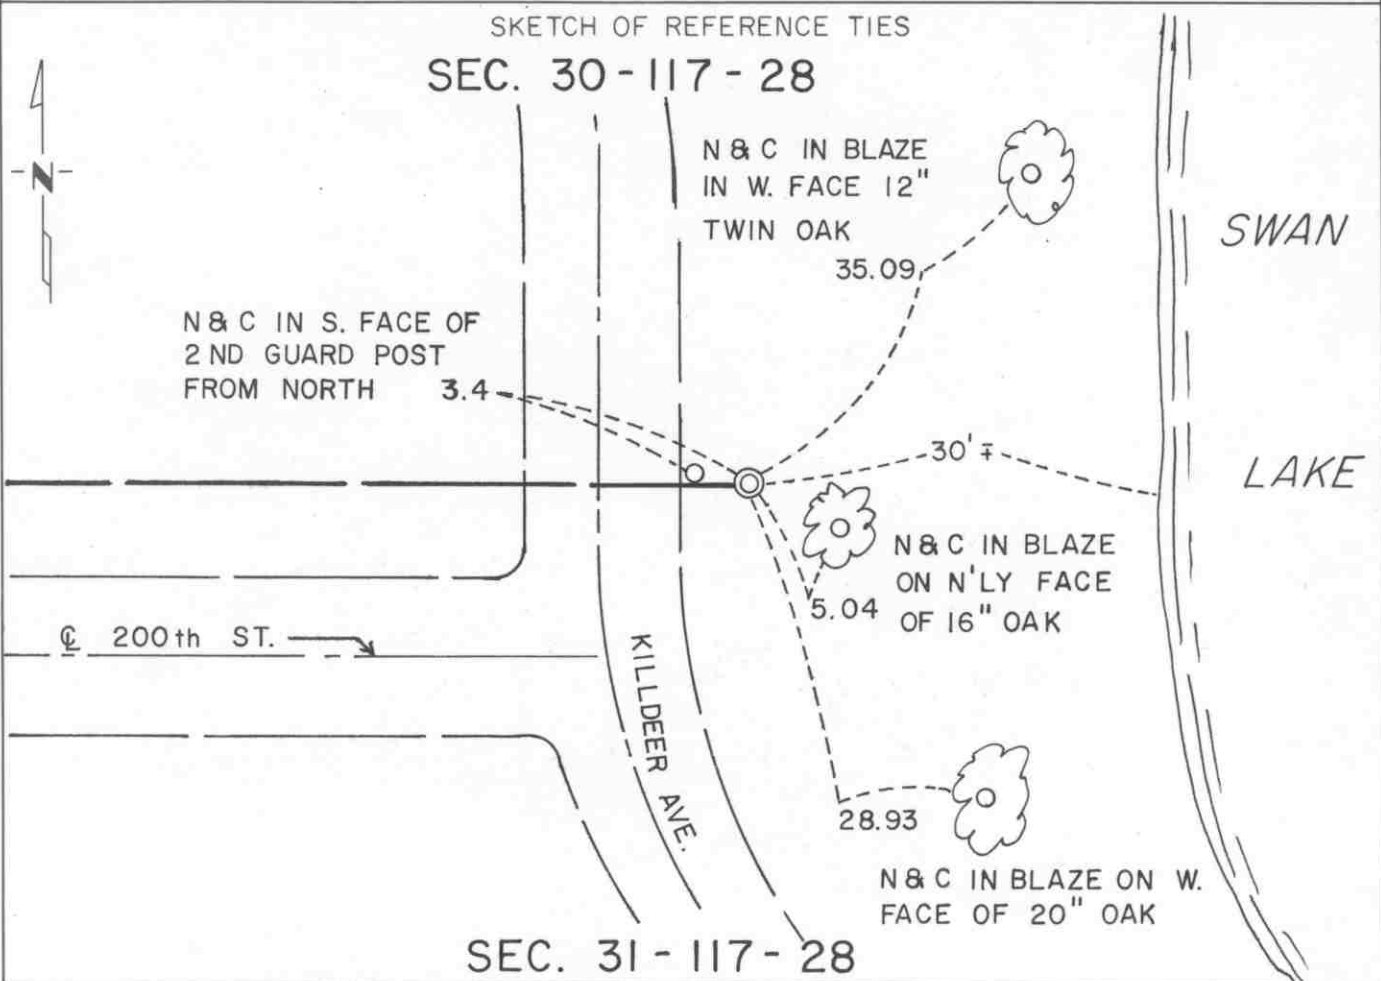 SKETCH OF REFERENCE TIES
SEC. 30-117-28
N
N & C IN BLAZE
IN W. FACE 12"
TWIN OAK
35.09
SWAN
LAKE
N & C IN S. FACE OF
2ND GUARD POST
FROM NORTH 3.4
30' ∓
N & C IN BLAZE
ON N'LY FACE
OF 16" OAK
5.04
℄ 200th ST.
KILLDEER AVE.
28.93
N & C IN BLAZE ON W.
FACE OF 20" OAK
SEC. 31-117-28